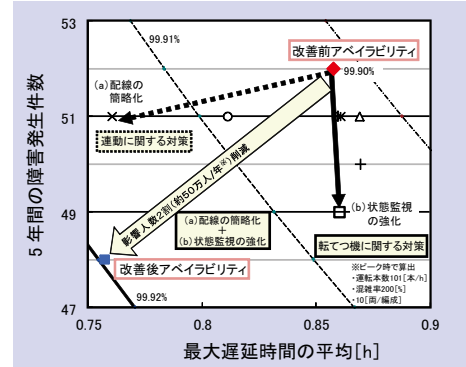 5年間の障害発生件数
53
51
49
47
99.91%
改善前アベイラビリティ
99.90%
(a)配線の
簡略化
連動に関する対策
影響人数2割(約50万人/年※)削減
(b)状態監視
の強化
(a)配線の簡略化
+
(b)状態監視の強化
転てつ機に関する対策
改善後アベイラビリティ
※ピーク時で算出
・運転本数101[本/h]
・混雑率200[%]
・10[両/編成]
99.92%
0.75
0.8
0.85
0.9
最大遅延時間の平均[h]